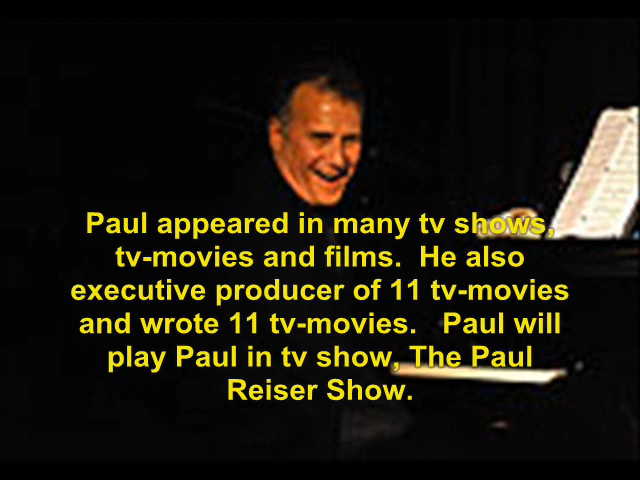 Paul appeared in many tv shows,
tv-movies and films.  He also
executive producer of 11 tv-movies
and wrote 11 tv-movies.   Paul will
play Paul in tv show, The Paul
Reiser Show.